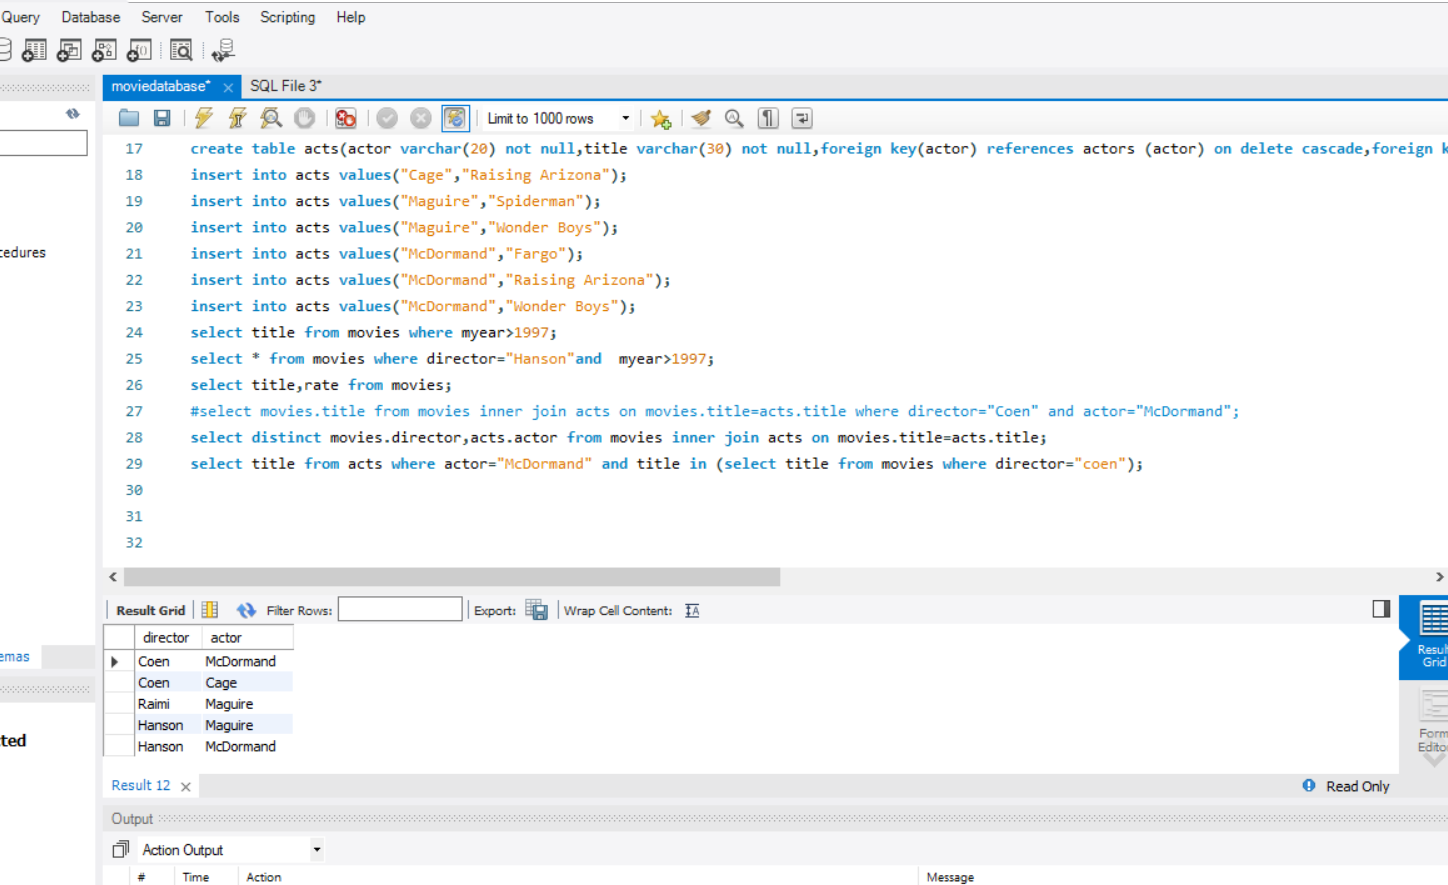 Query Database Server Tools Scripting Help
moviedatabase* SQL File 3*
Limit to 1000 rows
17 create table acts(actor varchar(20) not null,title varchar(30) not null,foreign key(actor) references actors (actor) on delete cascade,foreign k
18 insert into acts values("Cage","Raising Arizona");
19 insert into acts values("Maguire","Spiderman");
20 insert into acts values("Maguire","Wonder Boys");
cedures
21 insert into acts values("McDormand","Fargo");
22 insert into acts values("McDormand","Raising Arizona");
23 insert into acts values("McDormand","Wonder Boys");
24 select title from movies where myear>1997;
25 select * from movies where director="Hanson"and  myear>1997;
26 select title,rate from movies;
27 #select movies.title from movies inner join acts on movies.title=acts.title where director="Coen" and actor="McDormand";
28 select distinct movies.director,acts.actor from movies inner join acts on movies.title=acts.title;
29 select title from acts where actor="McDormand" and title in (select title from movies where director="coen");
30
31
32
Result Grid Filter Rows: Export: Wrap Cell Content:
director actor
Coen McDormand
Coen Cage
Raimi Maguire
Hanson Maguire
Hanson McDormand
emas
Result
Grid
Form
Editor
ted
Result 12 Read Only
Output
Action Output
# Time Action Message